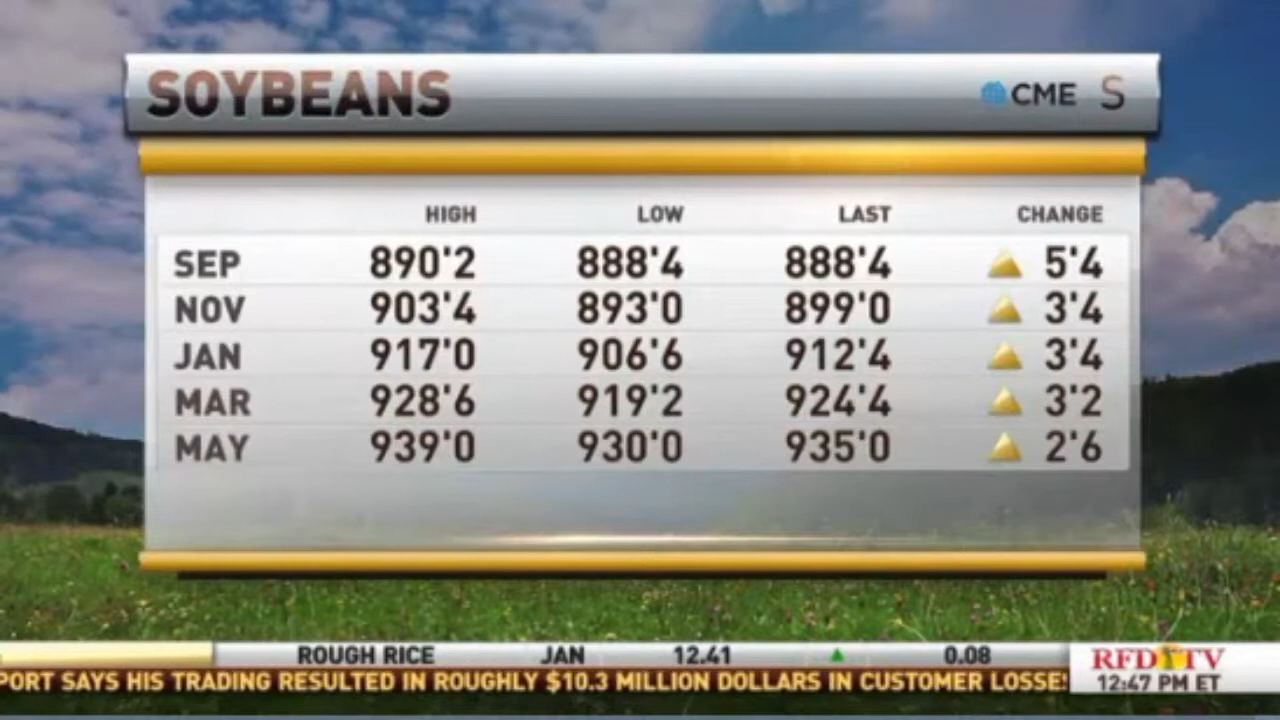 SOYBEANS CME S
HIGH LOW LAST CHANGE
SEP 890'2 888'4 888'4 5'4
NOV 903'4 893'0 899'0 3'4
JAN 917'0 906'6 912'4 3'4
MAR 928'6 919'2 924'4 3'2
MAY 939'0 930'0 935'0 2'6
ROUGH RICE JAN 12.41 0.08
RFD TV
PORT SAYS HIS TRADING RESULTED IN ROUGHLY $10.3 MILLION DOLLARS IN CUSTOMER LOSSES
12:47 PM ET